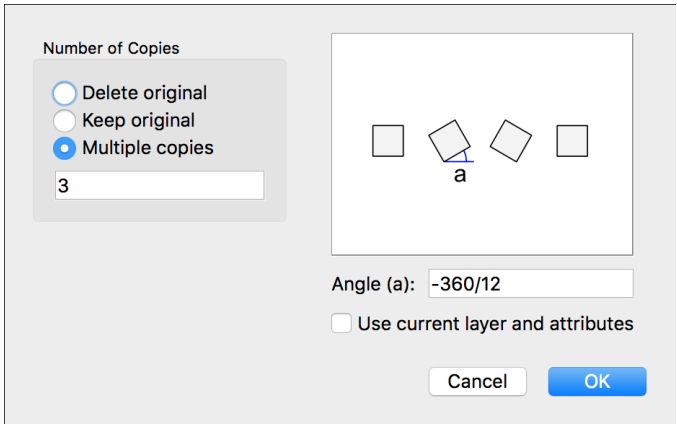 Number of Copies
Delete original
Keep original
Multiple copies
3
a
Angle (a): -360/12
Use current layer and attributes
Cancel OK